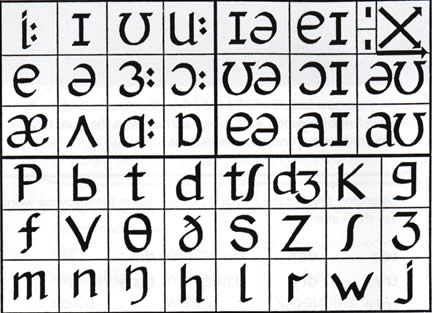 iː ɪ ʊ uː ɪə eɪ
e ə ɜː ɔː ʊə ɔɪ əʊ
æ ʌ ɑː ɒ eə aɪ aʊ
p b t d tʃ dʒ k g
f v θ ð s z ʃ ʒ
m n ŋ h l r w j